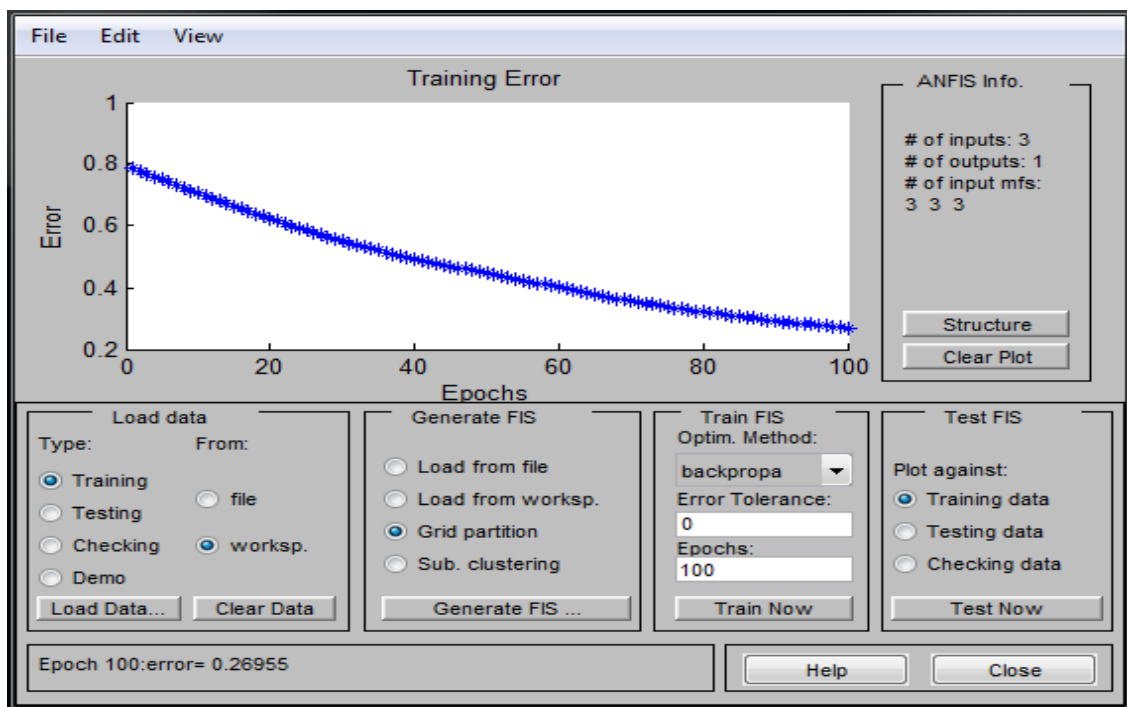 File Edit View
Training Error
1
0.8
0.6
0.4
0.2
Error
0 20 40 60 80 100
Epochs
ANFIS Info.
# of inputs: 3
# of outputs: 1
# of input mfs:
3 3 3
Structure
Clear Plot
Load data
Type: From:
Training
Testing
Checking
Demo
file
worksp.
Load Data... Clear Data
Generate FIS
Load from file
Load from worksp.
Grid partition
Sub. clustering
Generate FIS ...
Train FIS
Optim. Method:
backpropa
Error Tolerance:
0
Epochs:
100
Train Now
Test FIS
Plot against:
Training data
Testing data
Checking data
Test Now
Epoch 100:error= 0.26955
Help Close